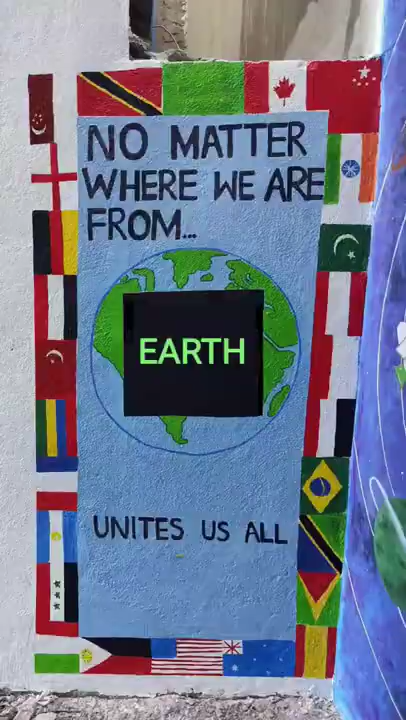 NO MATTER
WHERE WE ARE
FROM...
EARTH
UNITES US ALL